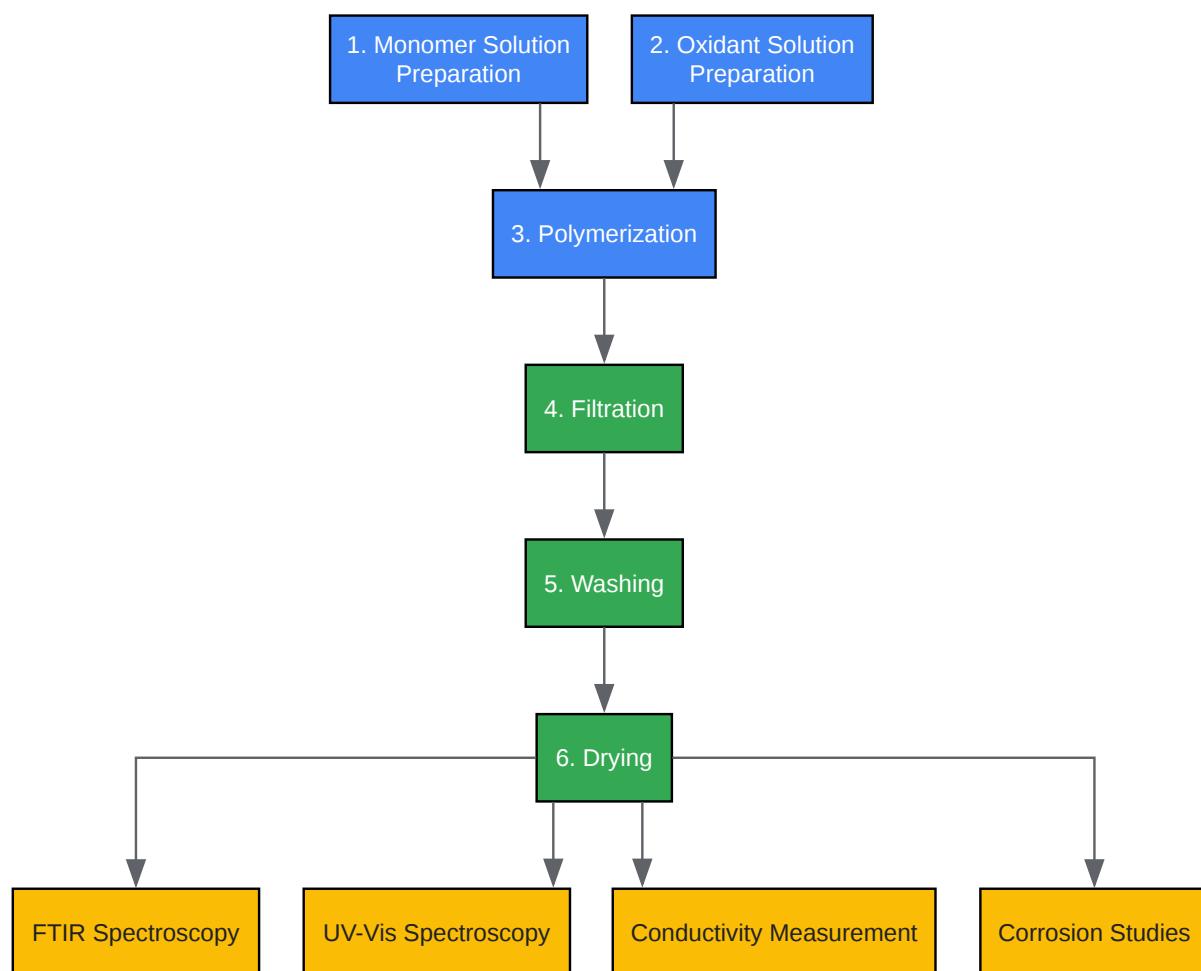 1. Monomer Solution
Preparation
2. Oxidant Solution
Preparation
3. Polymerization
4. Filtration
5. Washing
6. Drying
FTIR Spectroscopy
UV-Vis Spectroscopy
Conductivity Measurement
Corrosion Studies